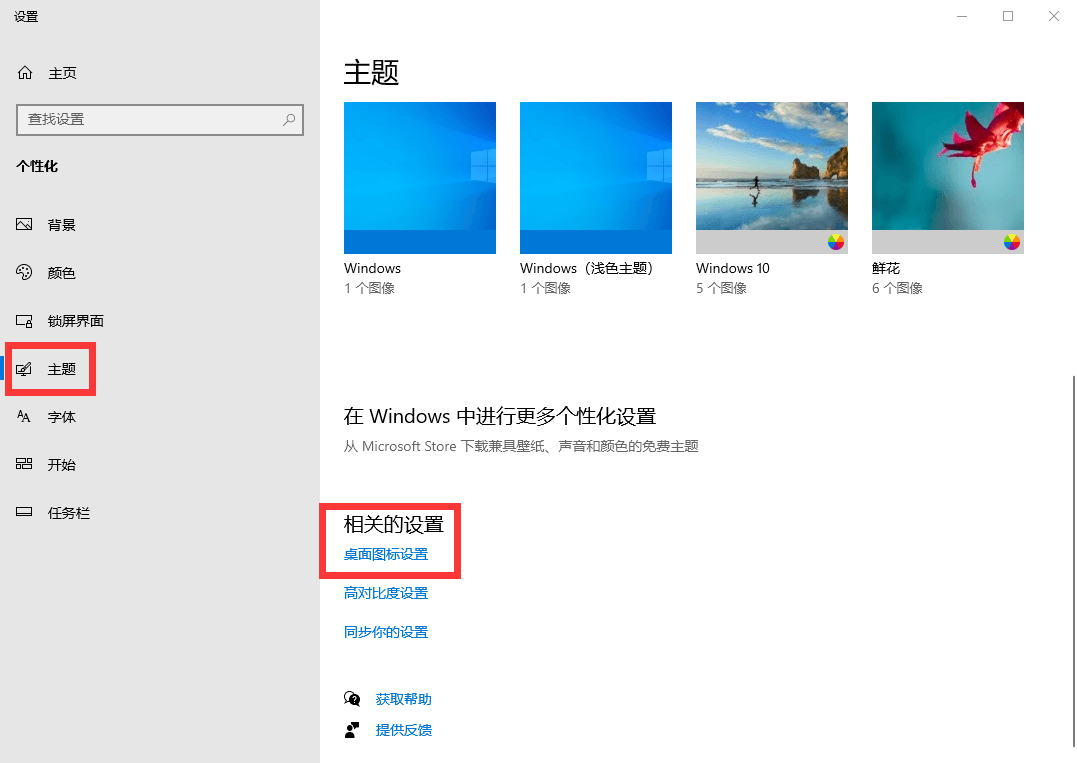 设置
主页
查找设置
个性化
背景
颜色
锁屏界面
主题
字体
开始
任务栏
主题
Windows
1 个图像
Windows（浅色主题）
1 个图像
Windows 10
5 个图像
鲜花
6 个图像
在 Windows 中进行更多个性化设置
从 Microsoft Store 下载兼具壁纸、声音和颜色的免费主题
相关的设置
桌面图标设置
高对比度设置
同步你的设置
获取帮助
提供反馈